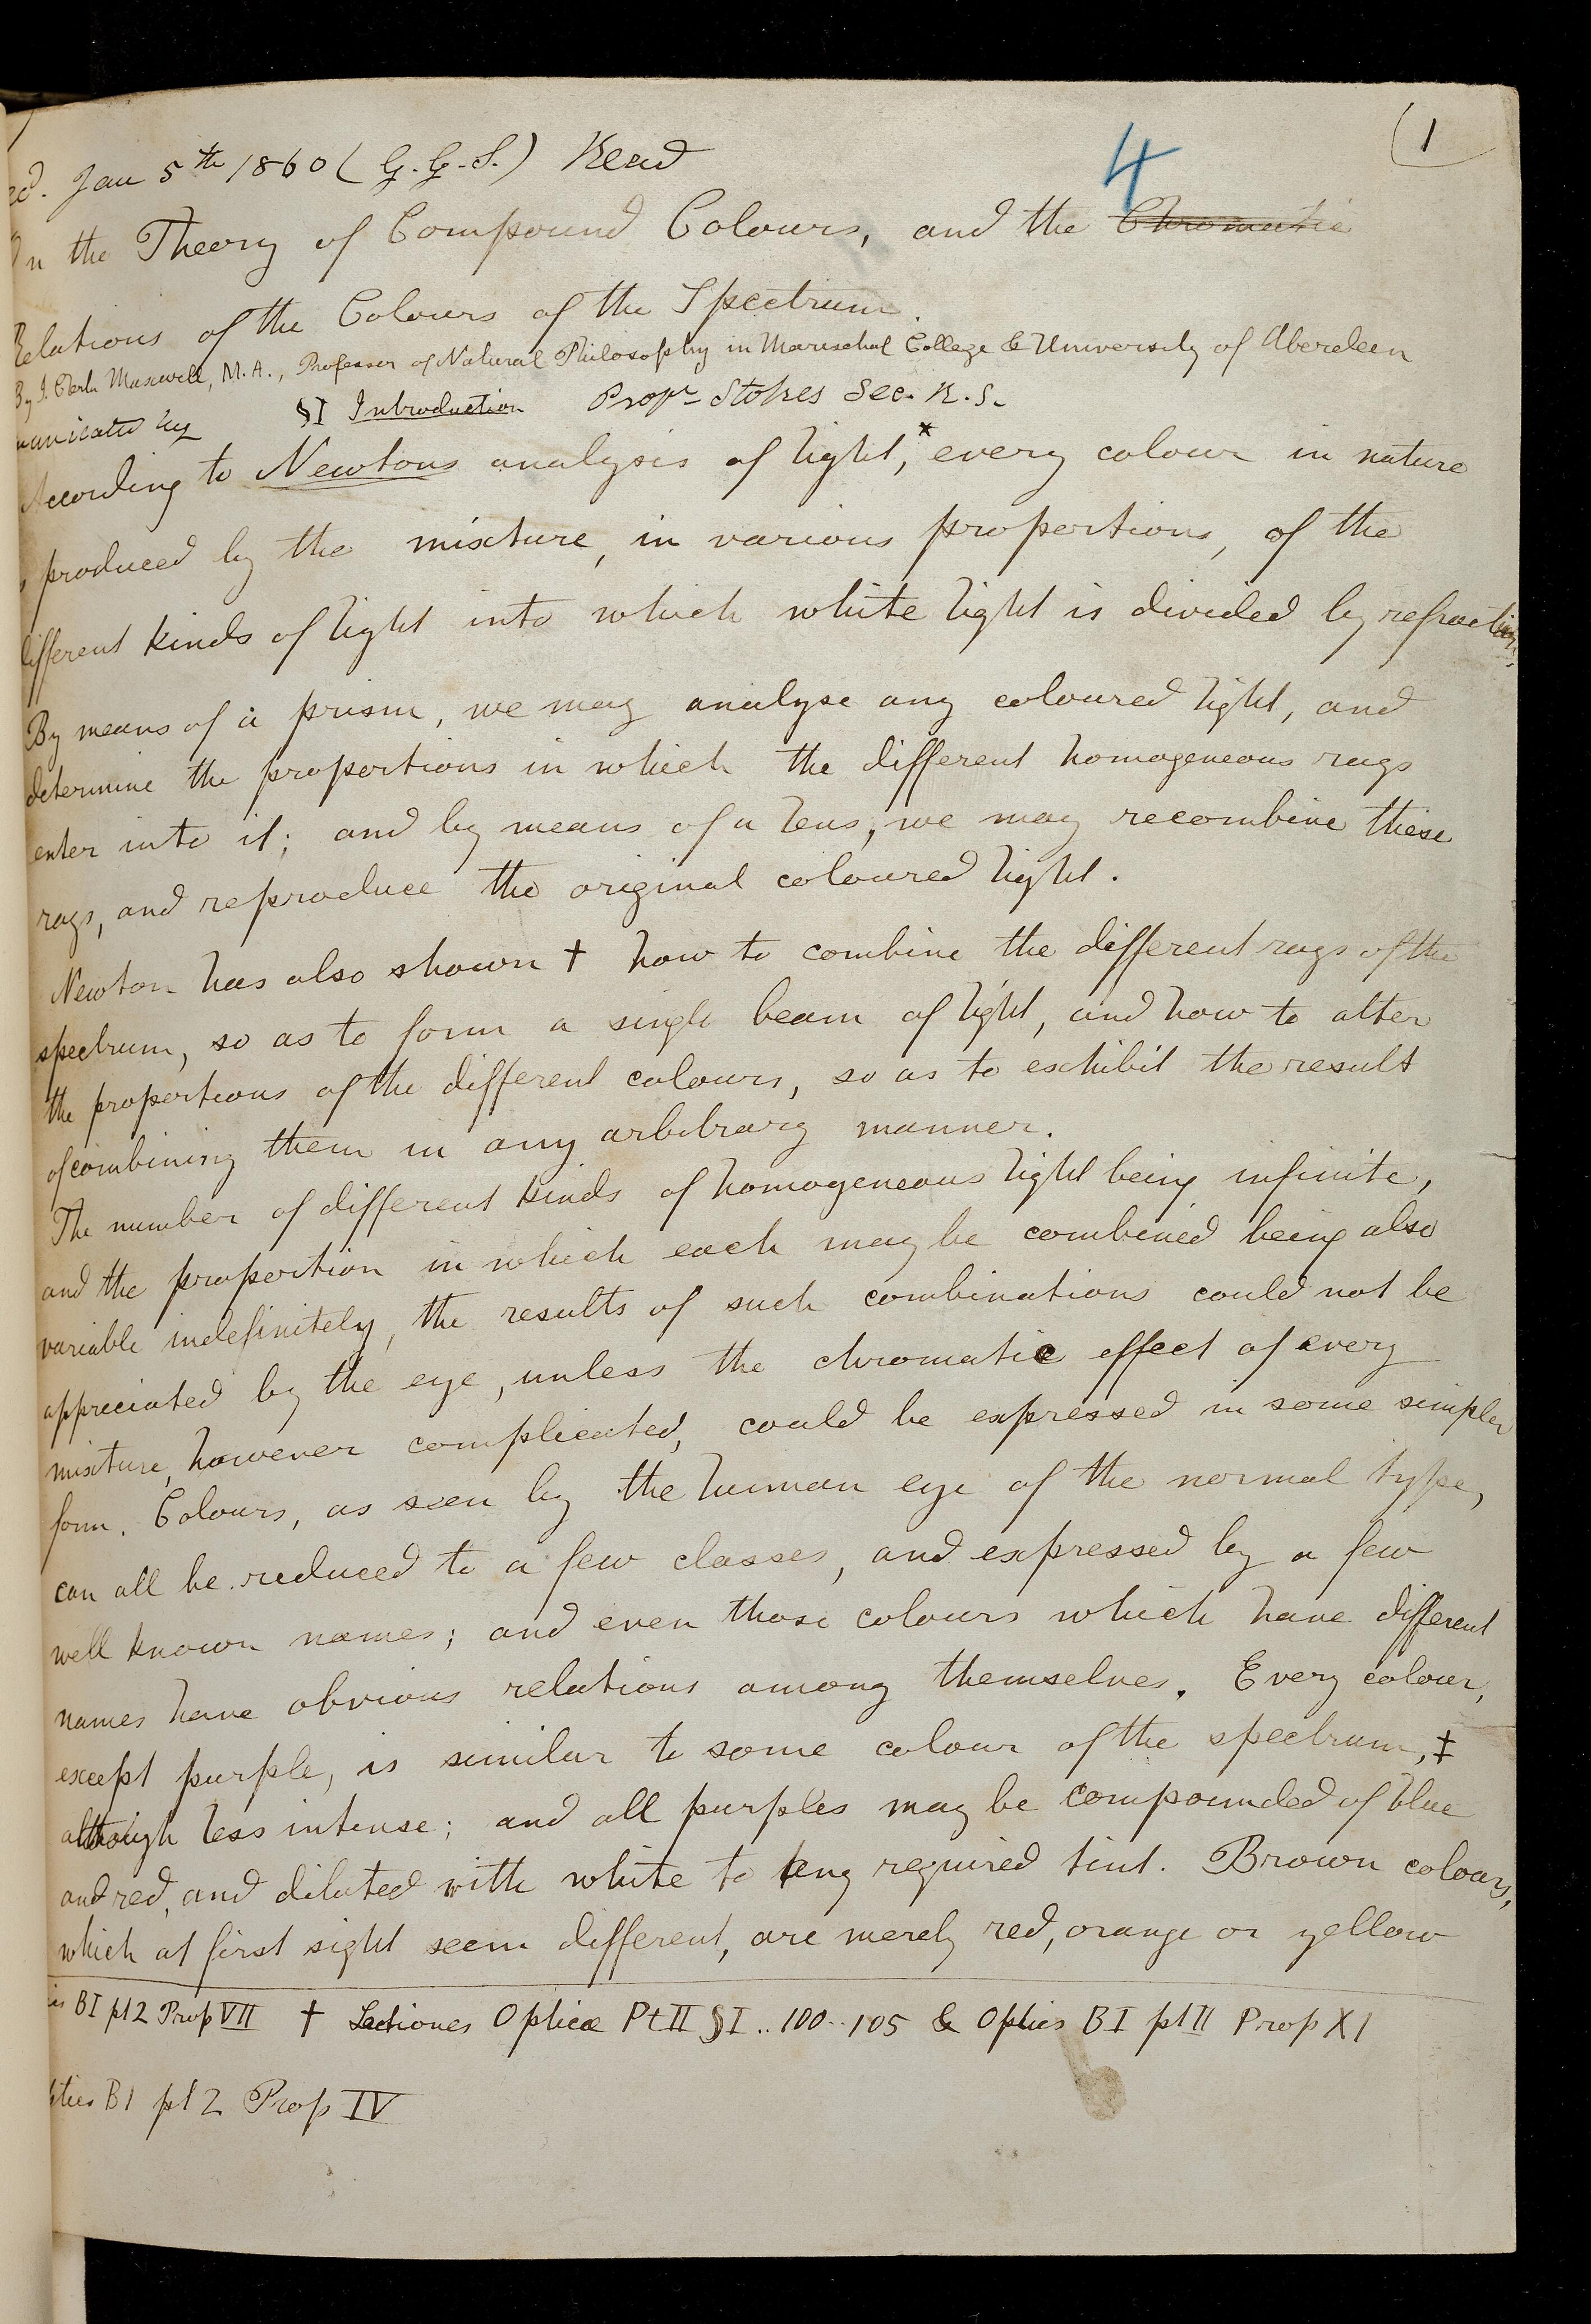 (1
4
Jan 5th 1860 (G.G.S.) Read
On the Theory of Compound Colours, and the Chromatic
Relations of the Colours of the Spectrum.
By J. Clerk Maxwell, M.A., Professor of Natural Philosophy in Marischal College & University of Aberdeen
municated by Profr Stokes Sec. R.S.
§I Introduction
According to Newtons analysis of light,* every colour in nature
is produced by the mixture, in various proportions, of the
different kinds of light into which white light is divided by refraction.
By means of a prism, we may analyse any coloured light, and
determine the proportions in which the different homogeneous rays
enter into it; and by means of a lens, we may recombine these
rays, and reproduce the original coloured light.
Newton has also shown † how to combine the different rays of the
spectrum, so as to form a single beam of light, and how to alter
the proportions of the different colours, so as to exhibit the result
of combining them in any arbitrary manner.
The number of different kinds of homogeneous light being infinite,
and the proportion in which each may be combined being also
variable indefinitely, the results of such combinations could not be
appreciated by the eye, unless the chromatic effect of every
mixture, however complicated, could be expressed in some simpler
form. Colours, as seen by the human eye of the normal type,
can all be reduced to a few classes, and expressed by a few
well known names; and even those colours which have different
names have obvious relations among themselves. Every colour,
except purple, is similar to some colour of the spectrum, ‡
although less intense; and all purples may be compounded of blue
and red, and diluted with white to any required tint. Brown colours,
which at first sight seem different, are merely red, orange or yellow
BI pt2 Prop VII † Lectiones Opticæ Pt II §I .. 100..105 & Optics BI pt II Prop XI
ptics BI pt 2 Prop IV